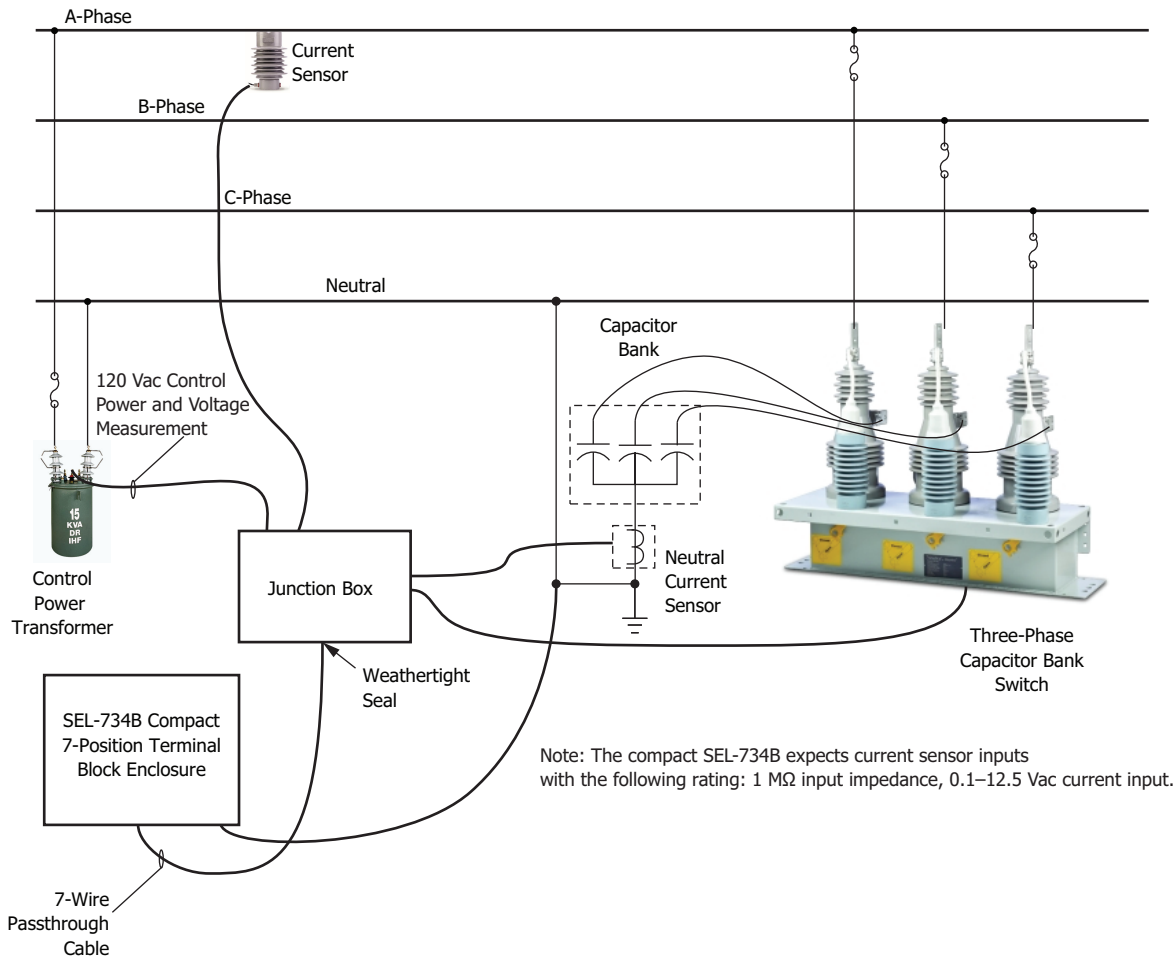 A-Phase
Current
Sensor
B-Phase
C-Phase
Neutral
Capacitor
Bank
120 Vac Control
Power and Voltage
Measurement
15
KVA
DR
IHF
Control
Power
Transformer
Junction Box
Neutral
Current
Sensor
Three-Phase
Capacitor Bank
Switch
Weathertight
Seal
SEL-734B Compact
7-Position Terminal
Block Enclosure
Note: The compact SEL-734B expects current sensor inputs
with the following rating: 1 MΩ input impedance, 0.1–12.5 Vac current input.
7-Wire
Passthrough
Cable